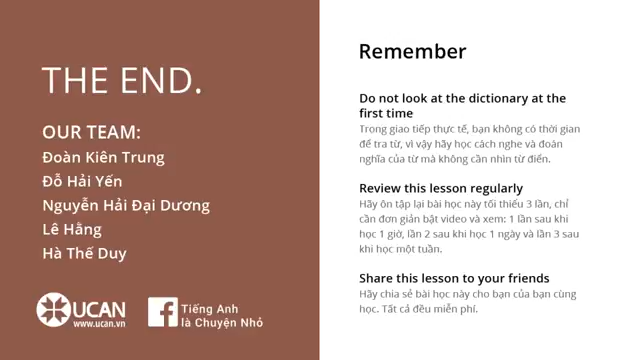 THE END.
OUR TEAM:
Đoàn Kiên Trung
Đỗ Hải Yến
Nguyễn Hải Đại Dương
Lê Hằng
Hà Thế Duy
UCAN
www.ucan.vn
Tiếng Anh
là Chuyện Nhỏ
Remember
Do not look at the dictionary at the
first time
Trong giao tiếp thực tế, bạn không có thời gian
để tra từ, vì vậy hãy học cách nghe và đoán
nghĩa của từ mà không cần nhìn từ điển.
Review this lesson regularly
Hãy ôn tập lại bài học này tối thiểu 3 lần, chỉ
cần đơn giản bật video và xem: 1 lần sau khi
học 1 giờ, lần 2 sau khi học 1 ngày và lần 3 sau
khi học một tuần.
Share this lesson to your friends
Hãy chia sẻ bài học này cho bạn của bạn cùng
học. Tất cả đều miễn phí.